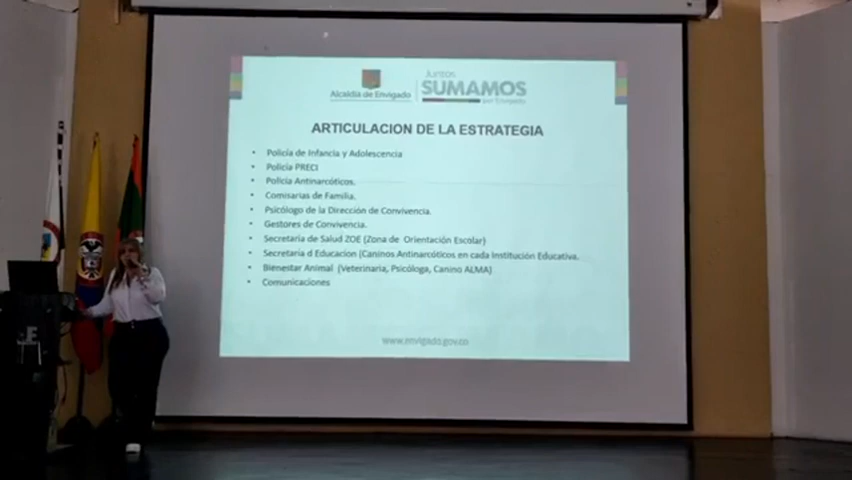 Alcaldía de Envigado
Juntos
SUMAMOS
por Envigado
ARTICULACION DE LA ESTRATEGIA
• Policía de Infancia y Adolescencia
• Policía PRECI
• Policía Antinarcóticos.
• Comisarias de Familia.
• Psicólogo de la Dirección de Convivencia.
• Gestores de Convivencia.
• Secretaria de Salud ZOE (Zona de Orientación Escolar)
• Secretaria d Educacion (Caninos Antinarcóticos en cada Institución Educativa.
• Bienestar Animal (Veterinaria, Psicóloga, Canino ALMA)
• Comunicaciones
www.envigado.gov.co